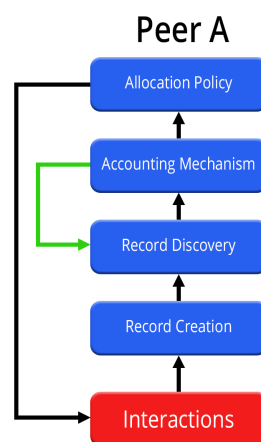 Peer A
Allocation Policy
Accounting Mechanism
Record Discovery
Record Creation
Interactions